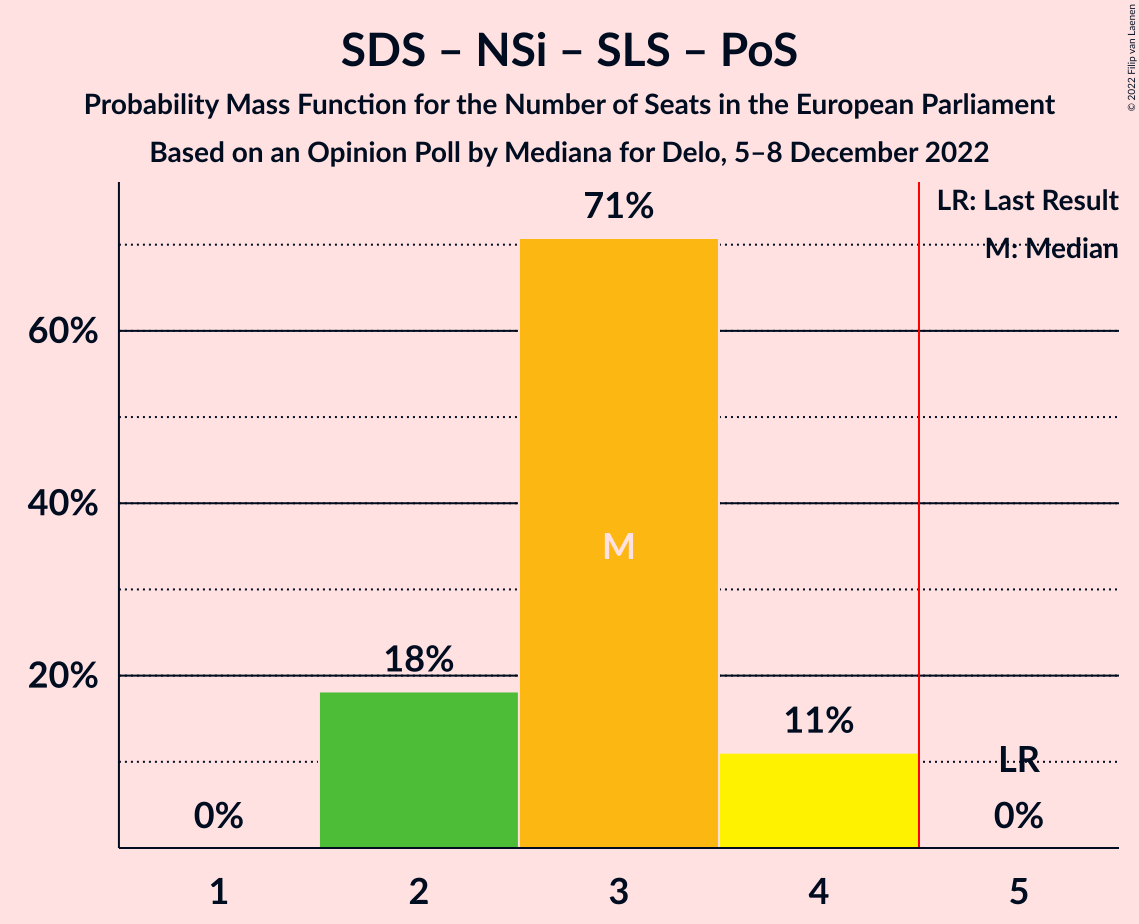 SDS – NSi – SLS – PoS
Probability Mass Function for the Number of Seats in the European Parliament
Based on an Opinion Poll by Mediana for Delo, 5–8 December 2022
© 2022 Filip van Laenen
LR: Last Result
M: Median
71%
60%
40%
M
18%
20%
11%
LR
0%
0%
1 2 3 4 5